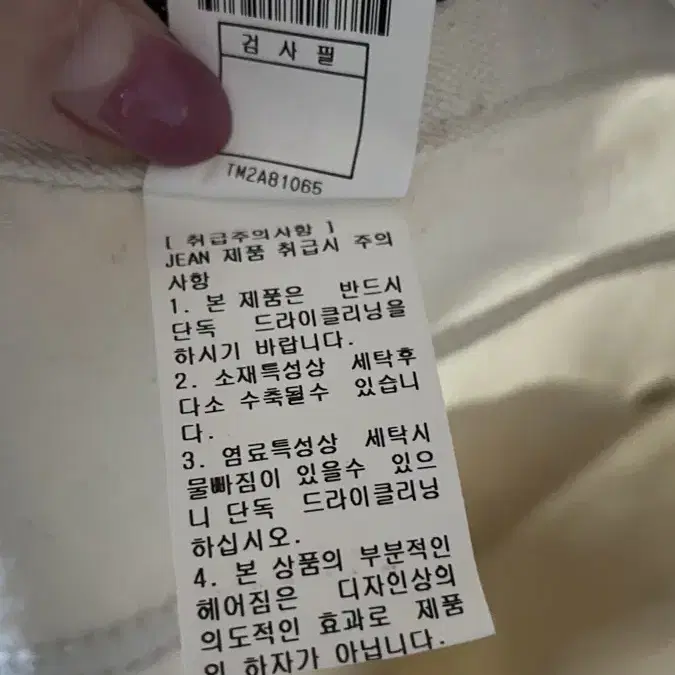 검사필
TM2A81065
[ 취급주의사항 ]
JEAN 제품 취급시 주의
사항
1. 본 제품은 반드시
단독 드라이클리닝을
하시기 바랍니다.
2. 소재특성상 세탁후
다소 수축될수 있습니
다.
3. 염료특성상 세탁시
물빠짐이 있을수 있으
니 단독 드라이클리닝
하십시오.
4. 본 상품의 부분적인
헤어짐은 디자인상의
의도적인 효과로 제품
의 하자가 아닙니다.